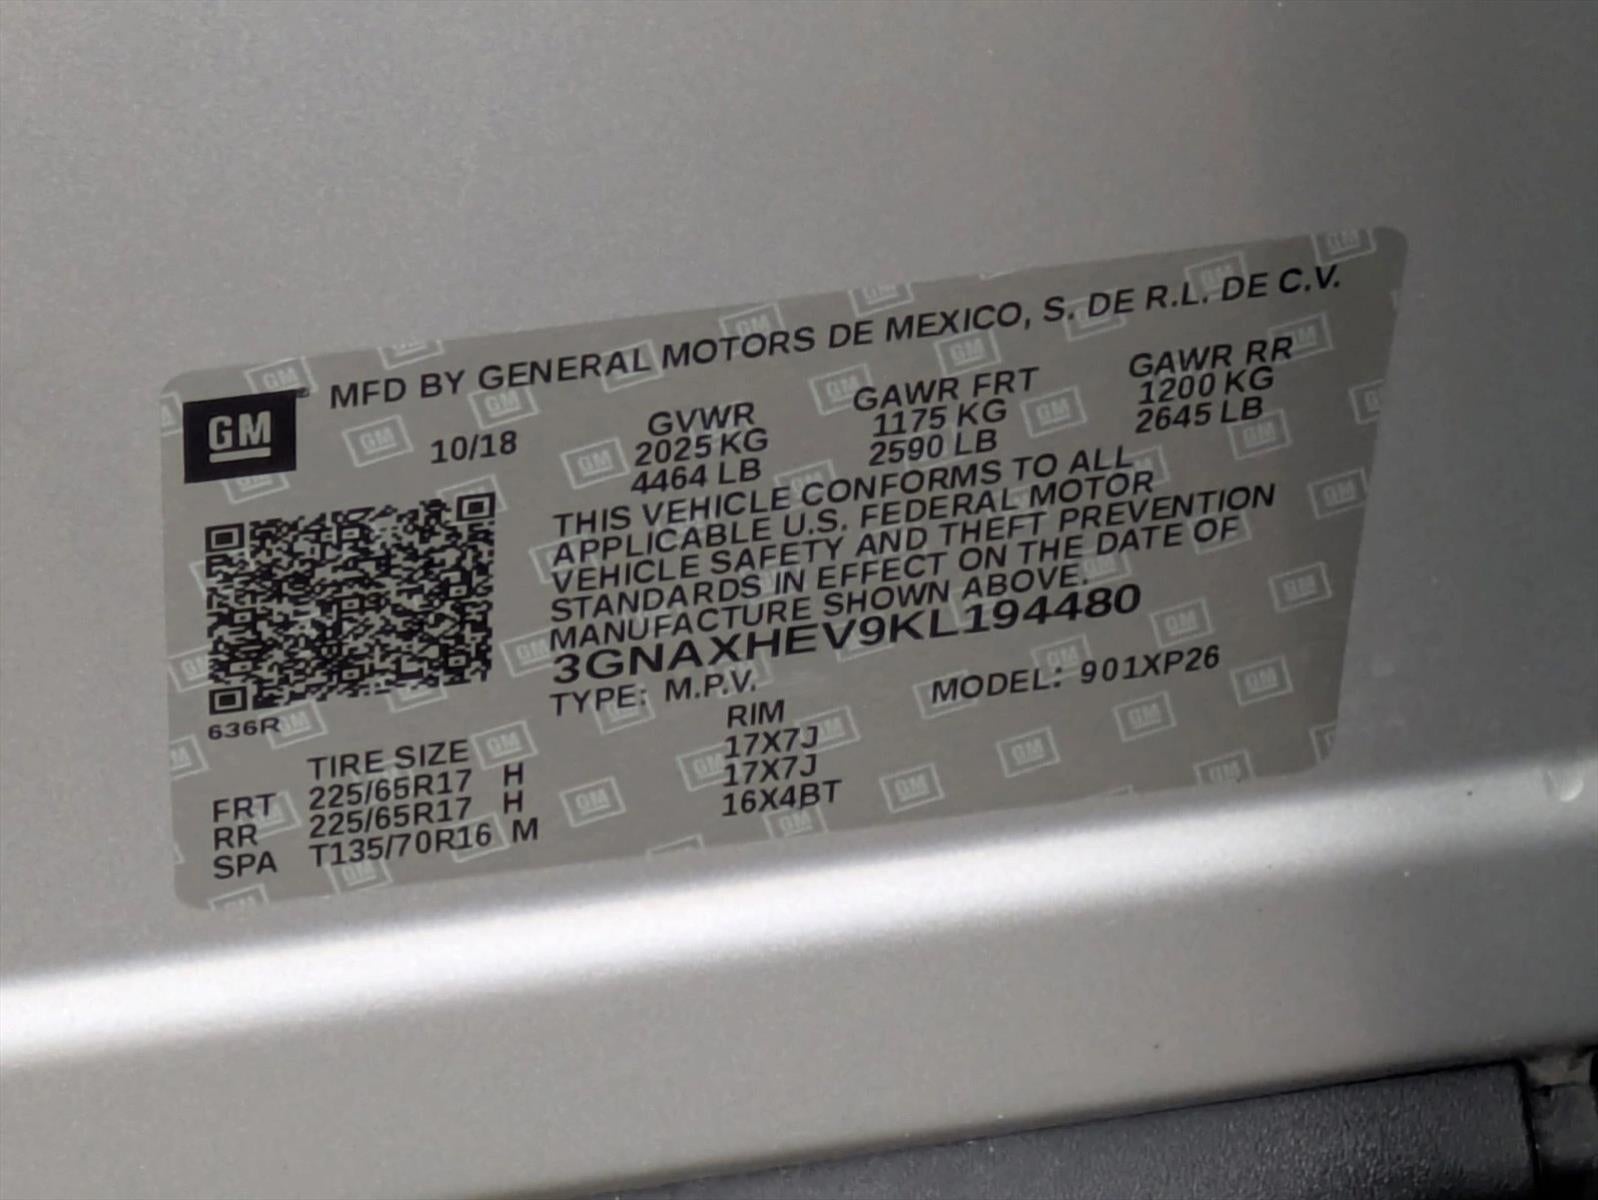 GM
MFD BY GENERAL MOTORS DE MEXICO, S. DE R.L. DE C.V.
10/18
GVWR
2025 KG
4464 LB
GAWR FRT
1175 KG
2590 LB
GAWR RR
1200 KG
2645 LB
THIS VEHICLE CONFORMS TO ALL
APPLICABLE U.S. FEDERAL MOTOR
VEHICLE SAFETY AND THEFT PREVENTION
STANDARDS IN EFFECT ON THE DATE OF
MANUFACTURE SHOWN ABOVE.
3GNAXHEV9KL194480
TYPE: M.P.V. MODEL: 901XP26
636R
TIRE SIZE RIM
FRT 225/65R17 H 17X7J
RR 225/65R17 H 17X7J
SPA T135/70R16 M 16X4BT